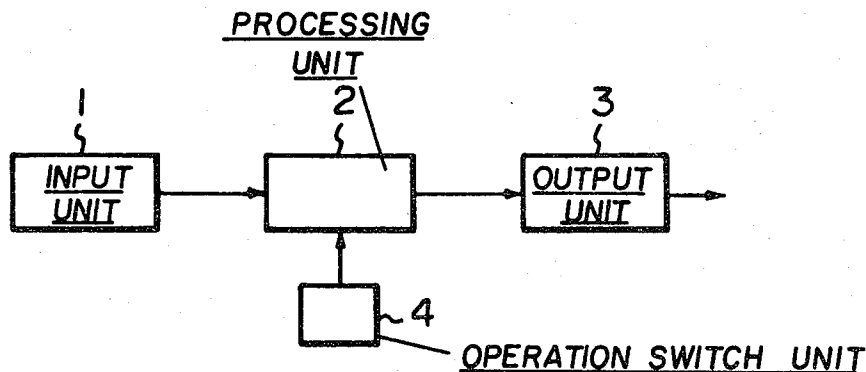 PROCESSING
UNIT
1
2
3
INPUT
UNIT
OUTPUT
UNIT
4
OPERATION SWITCH UNIT